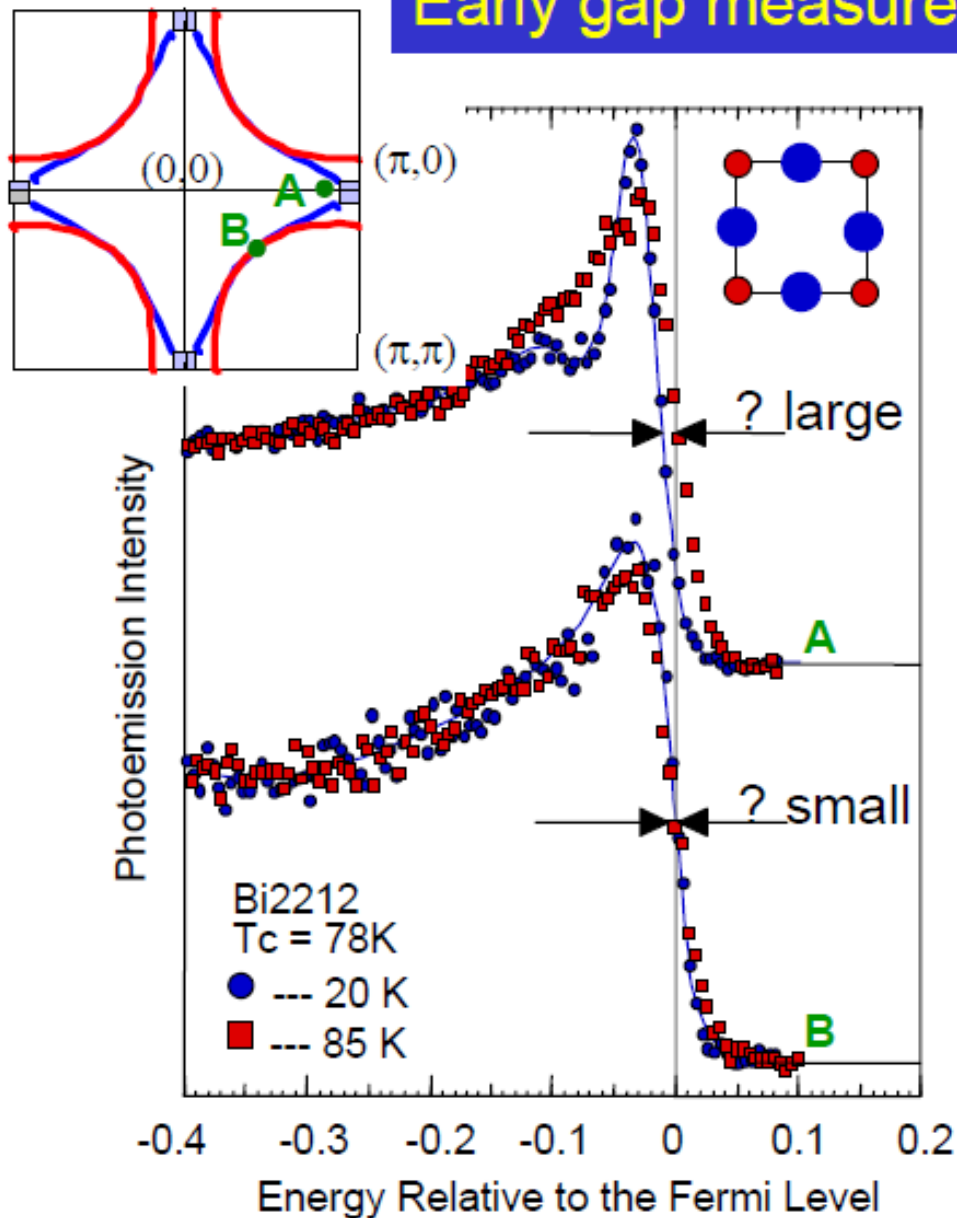 Early gap measure
(0,0)
(π,0)
A
B
(π,π)
? large
A
? small
Bi2212
Tc = 78K
--- 20 K
--- 85 K
B
Photoemission Intensity
-0.4 -0.3 -0.2 -0.1 0 0.1 0.2
Energy Relative to the Fermi Level